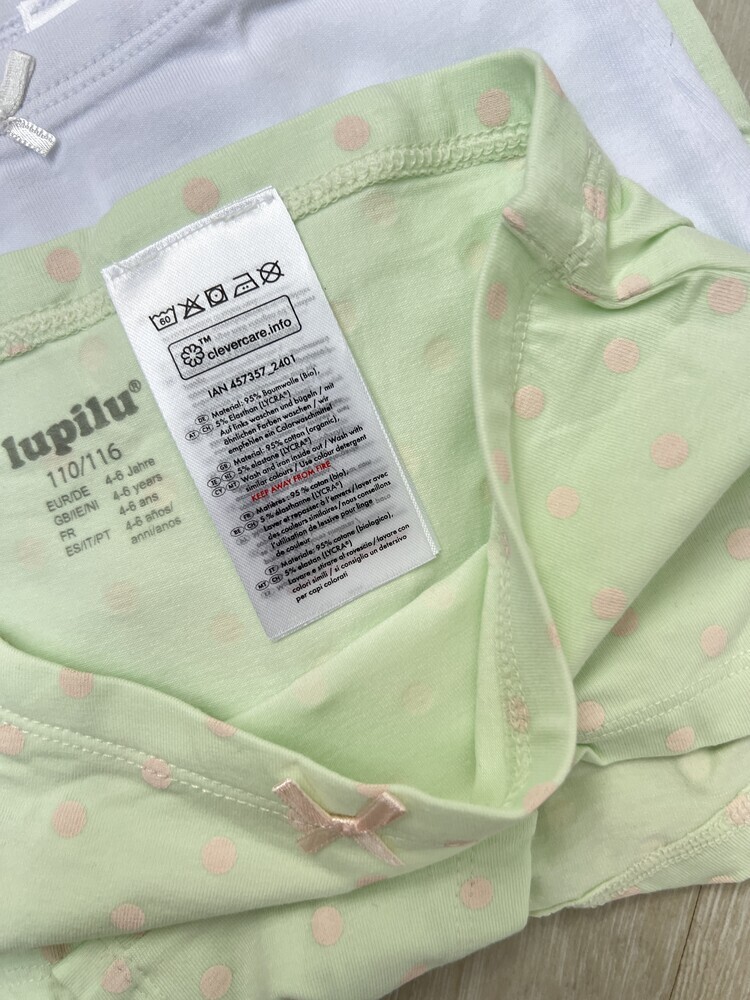 60
clevercare.info
™
IAN 457357_2401
DE Material: 95% Baumwolle (Bio),
AT CH 5% Elasthan (LYCRA®)
Auf links waschen und bügeln / mit
ähnlichen Farben waschen / wir
empfehlen ein Colorwaschmittel
GB Material: 95% cotton (organic),
IE NI 5% elastane (LYCRA®)
CY MT Wash and iron inside out / Wash with
similar colours / Use colour detergent
KEEP AWAY FROM FIRE
FR Matières: 95 % coton (bio),
BE CH 5 % élasthanne (LYCRA®)
Laver et repasser à l'envers/laver avec
des couleurs similaires/nous conseillons
l'utilisation de lessive pour linge
de couleur
IT Materiale: 95% cotone (biologico),
MT CH 5% elastan (LYCRA®)
Lavare e stirare al rovescio/lavare con
colori simili / si consiglia un detersivo
per capi colorati
lupilu®
110/116
EUR/DE 4-6 Jahre
GB/IE/NI 4-6 years
FR 4-6 ans
ES/IT/PT 4-6 años/
anni/anos